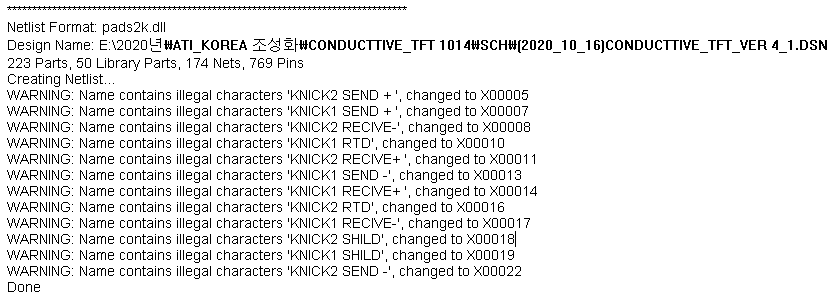 ********************************************************************************
Netlist Format: pads2k.dll
Design Name: E:\2020년₩ATI_KOREA 조성화₩CONDUCTTIVE_TFT 1014₩SCH₩(2020_10_16)CONDUCTTIVE_TFT_VER 4_1.DSN
223 Parts, 50 Library Parts, 174 Nets, 769 Pins
Creating Netlist...
WARNING: Name contains illegal characters 'KNICK2 SEND + ', changed to X00005
WARNING: Name contains illegal characters 'KNICK1 SEND + ', changed to X00007
WARNING: Name contains illegal characters 'KNICK2 RECIVE-', changed to X00008
WARNING: Name contains illegal characters 'KNICK1 RTD', changed to X00010
WARNING: Name contains illegal characters 'KNICK2 RECIVE+ ', changed to X00011
WARNING: Name contains illegal characters 'KNICK1 SEND -', changed to X00013
WARNING: Name contains illegal characters 'KNICK1 RECIVE+ ', changed to X00014
WARNING: Name contains illegal characters 'KNICK2 RTD', changed to X00016
WARNING: Name contains illegal characters 'KNICK1 RECIVE-', changed to X00017
WARNING: Name contains illegal characters 'KNICK2 SHILD', changed to X00018
WARNING: Name contains illegal characters 'KNICK1 SHILD', changed to X00019
WARNING: Name contains illegal characters 'KNICK2 SEND -', changed to X00022
Done